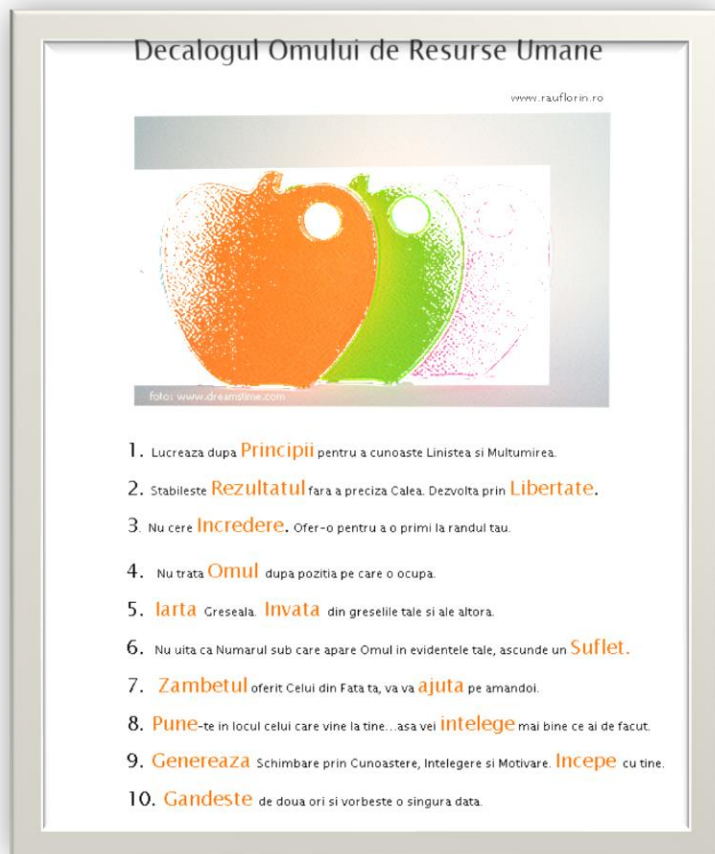 Decalogul Omului de Resurse Umane
www.rauflorin.ro
foto: www.dreamstime.com
1. Lucreaza dupa Principii pentru a cunoaste Linistea si Multumirea.
2. Stabileste Rezultatul fara a preciza Calea. Dezvolta prin Libertate.
3. Nu cere Incredere. Ofer-o pentru a o primi la randul tau.
4. Nu trata Omul dupa pozitia pe care o ocupa.
5. Iarta Greseala. Invata din greselile tale si ale altora.
6. Nu uita ca Numarul sub care apare Omul in evidentele tale, ascunde un Suflet.
7. Zambetul oferit Celui din Fata ta, va va ajuta pe amandoi.
8. Pune-te in locul celui care vine la tine...asa vei intelege mai bine ce ai de facut.
9. Genereaza Schimbare prin Cunoastere, Intelegere si Motivare. Incepe cu tine.
10. Gandeste de doua ori si vorbeste o singura data.